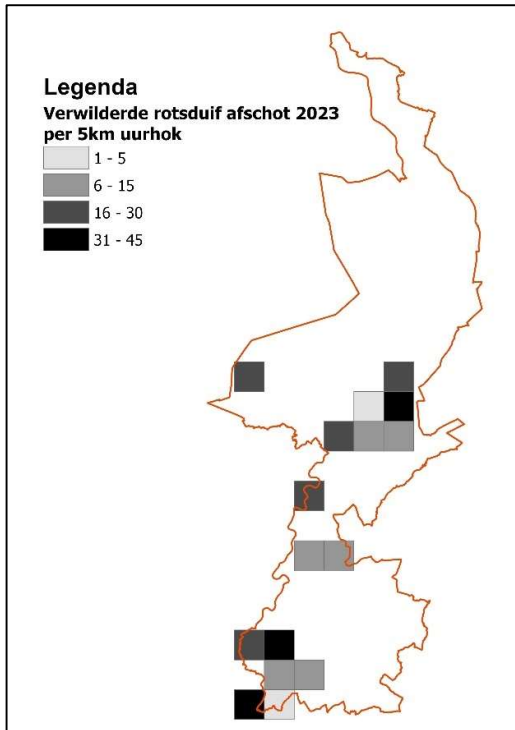 Legenda
Verwilderde rotsduif afschot 2023
per 5km uurhok
1 - 5
6 - 15
16 - 30
31 - 45